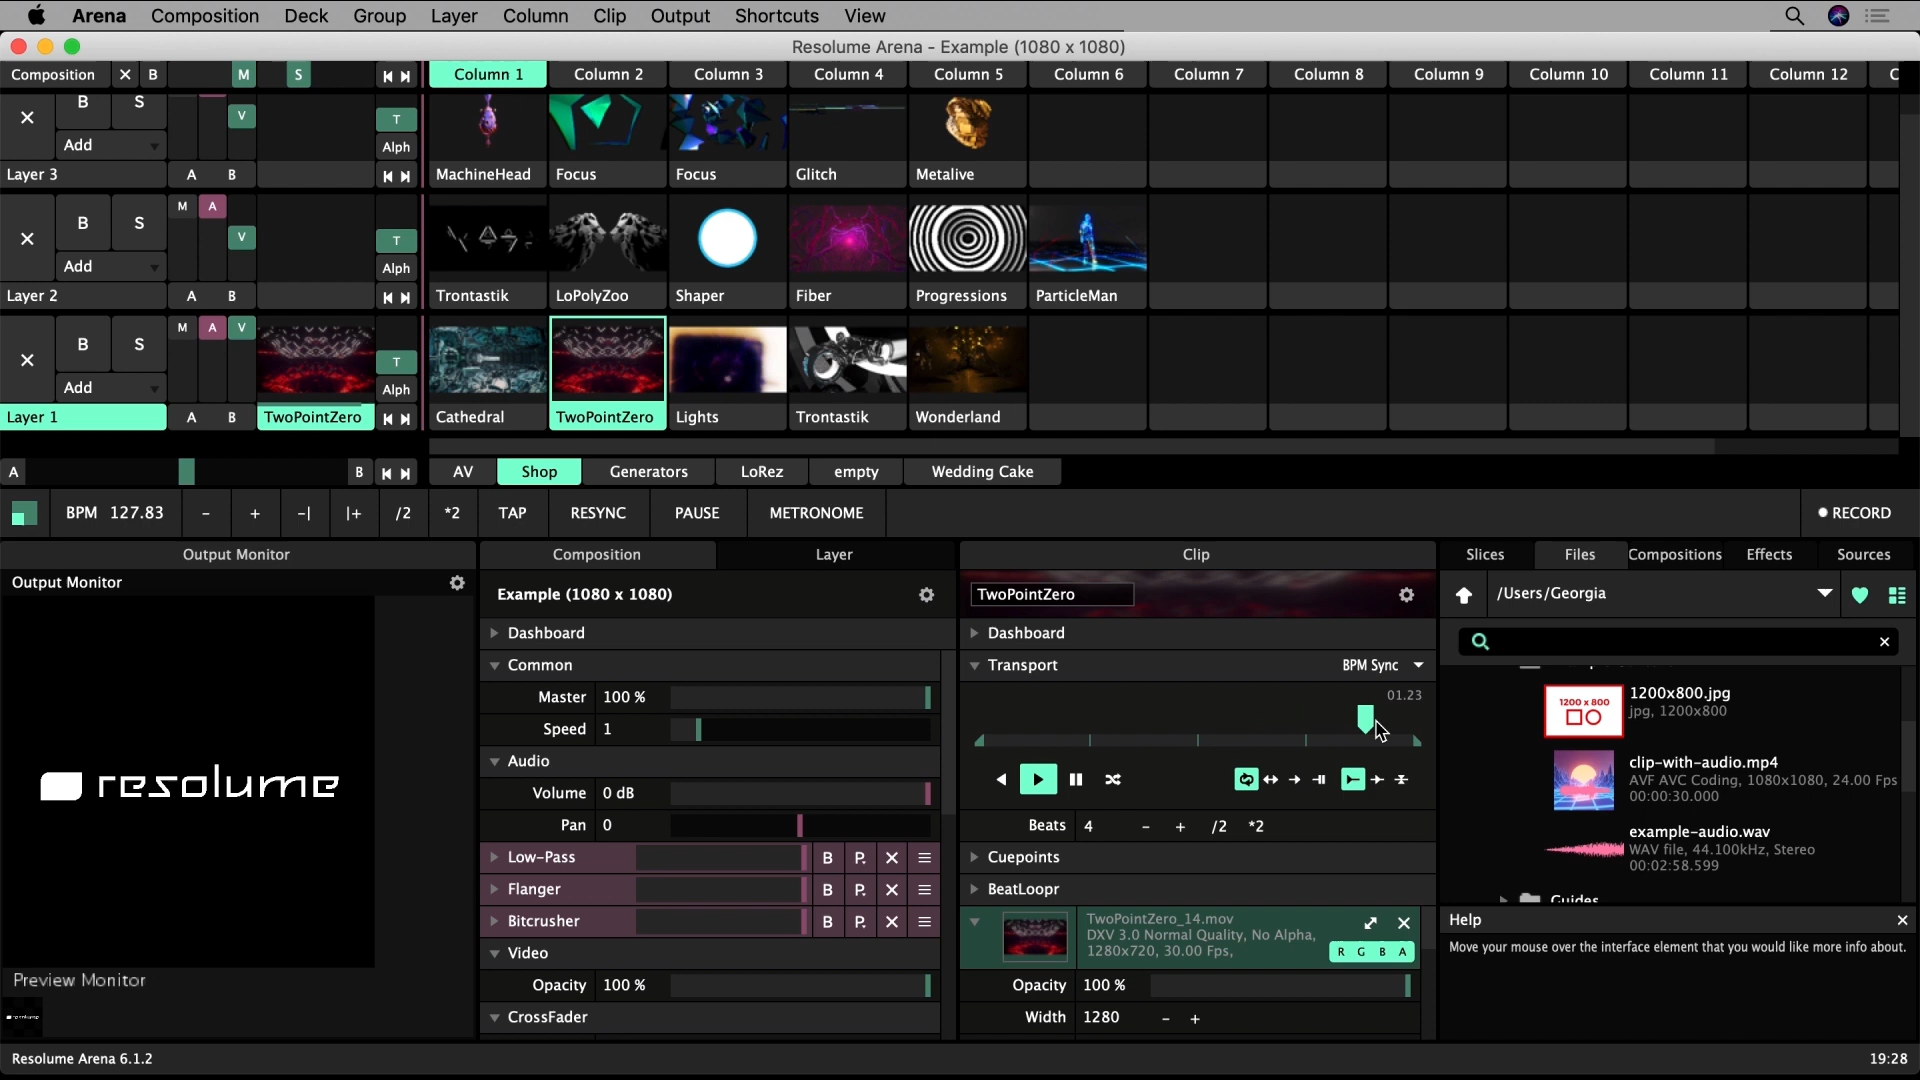 Arena Composition Deck Group Layer Column Clip Output Shortcuts View
Resolume Arena - Example (1080 x 1080)
Composition B M S Column 1 Column 2 Column 3 Column 4 Column 5 Column 6 Column 7 Column 8 Column 9 Column 10 Column 11 Column 12 C
B S V T
Add Alph
Layer 3 A B MachineHead Focus Focus Glitch Metalive
M A
B S V T
Add Alph
Layer 2 A B Trontastik LoPolyZoo Shaper Fiber Progressions ParticleMan
M A V
B S T
Add Alph
Layer 1 A B TwoPointZero Cathedral TwoPointZero Lights Trontastik Wonderland
A B AV Shop Generators LoRez empty Wedding Cake
BPM 127.83 - + -| |+ /2 *2 TAP RESYNC PAUSE METRONOME RECORD
Output Monitor
Output Monitor
resolume
Preview Monitor
Composition Layer
Example (1080 x 1080)
Dashboard
Common
Master 100 %
Speed 1
Audio
Volume 0 dB
Pan 0
Low-Pass B P.
Flanger B P.
Bitcrusher B P.
Video
Opacity 100 %
CrossFader
Clip
TwoPointZero
Dashboard
Transport BPM Sync
01.23
Beats 4 - + /2 *2
Cuepoints
BeatLoopr
TwoPointZero_14.mov
DXV 3.0 Normal Quality, No Alpha,
1280x720, 30.00 Fps,
R G B A
Opacity 100 %
Width 1280 - +
Slices Files Compositions Effects Sources
/Users/Georgia
1200 x 800
1200x800.jpg
jpg, 1200x800
clip-with-audio.mp4
AVF AVC Coding, 1080x1080, 24.00 Fps
00:00:30.000
example-audio.wav
WAV file, 44.100kHz, Stereo
00:02:58.599
Guides
Help
Move your mouse over the interface element that you would like more info about.
Resolume Arena 6.1.2 19:28